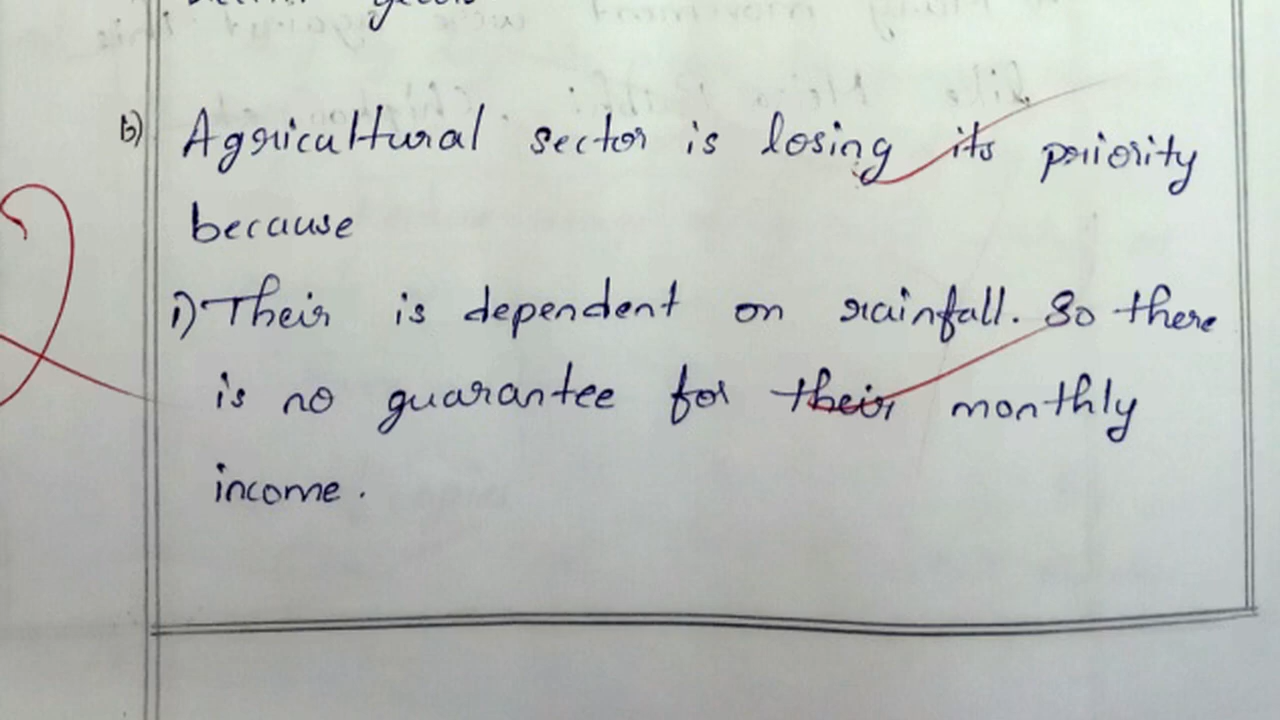 b) Agricultural sector is losing its priority
because
i) Their is dependent on rainfall. So there
is no guarantee for their monthly
income.